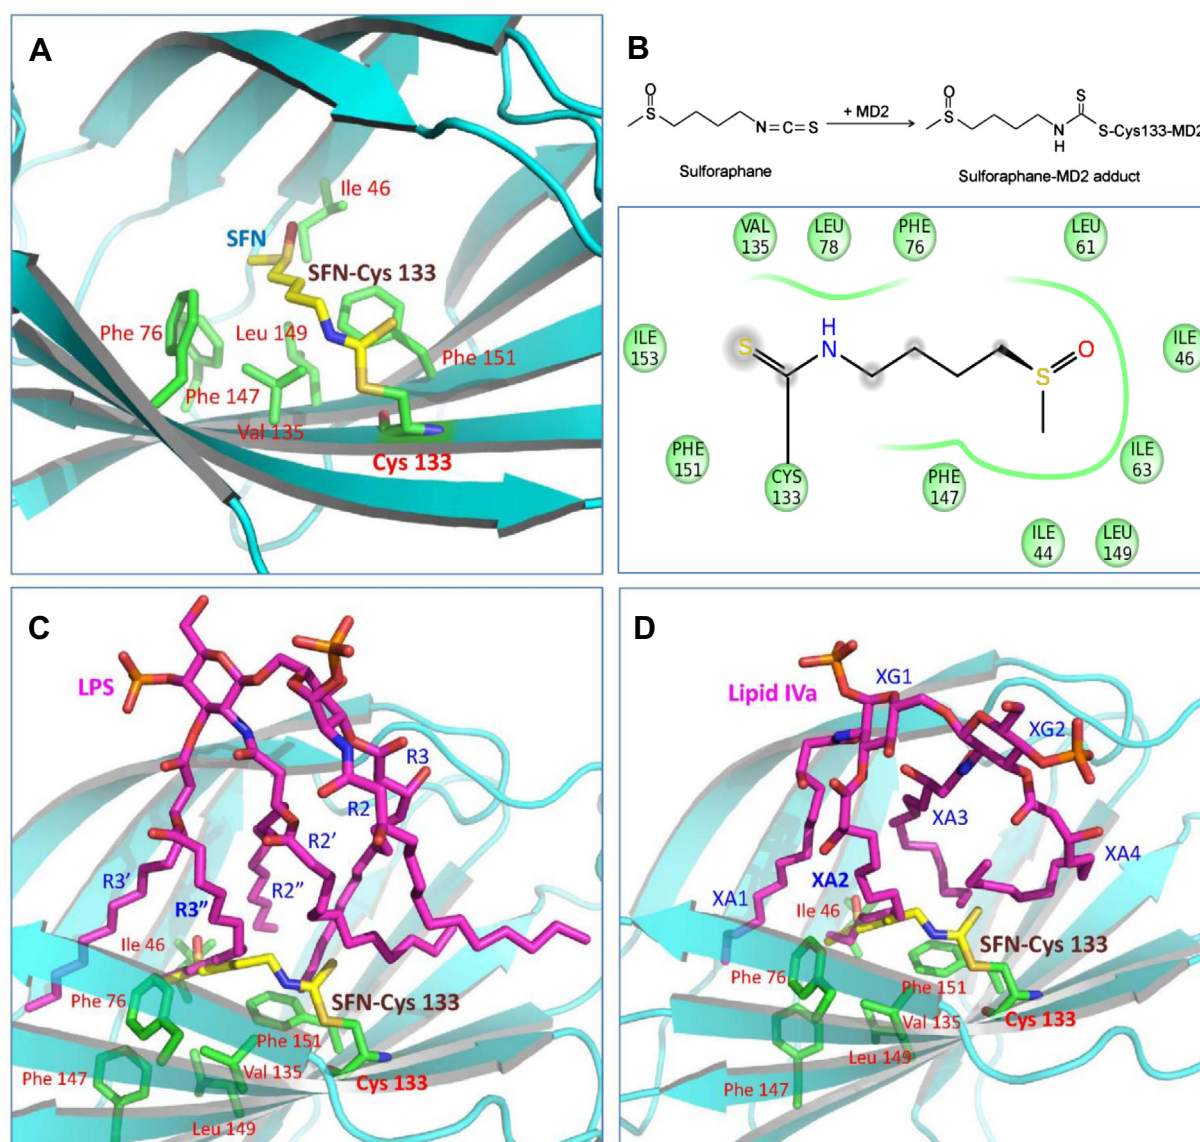 A
Ile 46
SFN
SFN-Cys 133
Phe 76
Leu 149
Phe 151
Phe 147
Val 135
Cys 133
B
O
S
N=C=S
+ MD2
Sulforaphane
O
S
N
H
S
S-Cys133-MD2
Sulforaphane-MD2 adduct
VAL
135
LEU
78
PHE
76
LEU
61
ILE
153
S
H
N
S
O
ILE
46
PHE
151
CYS
133
PHE
147
ILE
63
ILE
44
LEU
149
C
LPS
R3
R2
R2'
R3'
R2"
R3"
Ile 46
Phe 76
SFN-Cys 133
Phe 151
Val 135
Phe 147
Cys 133
Leu 149
D
XG1
Lipid IVa
XG2
XA3
XA4
XA2
XA1
Ile 46
SFN-Cys 133
Phe 76
Phe 151
Val 135
Cys 133
Leu 149
Phe 147